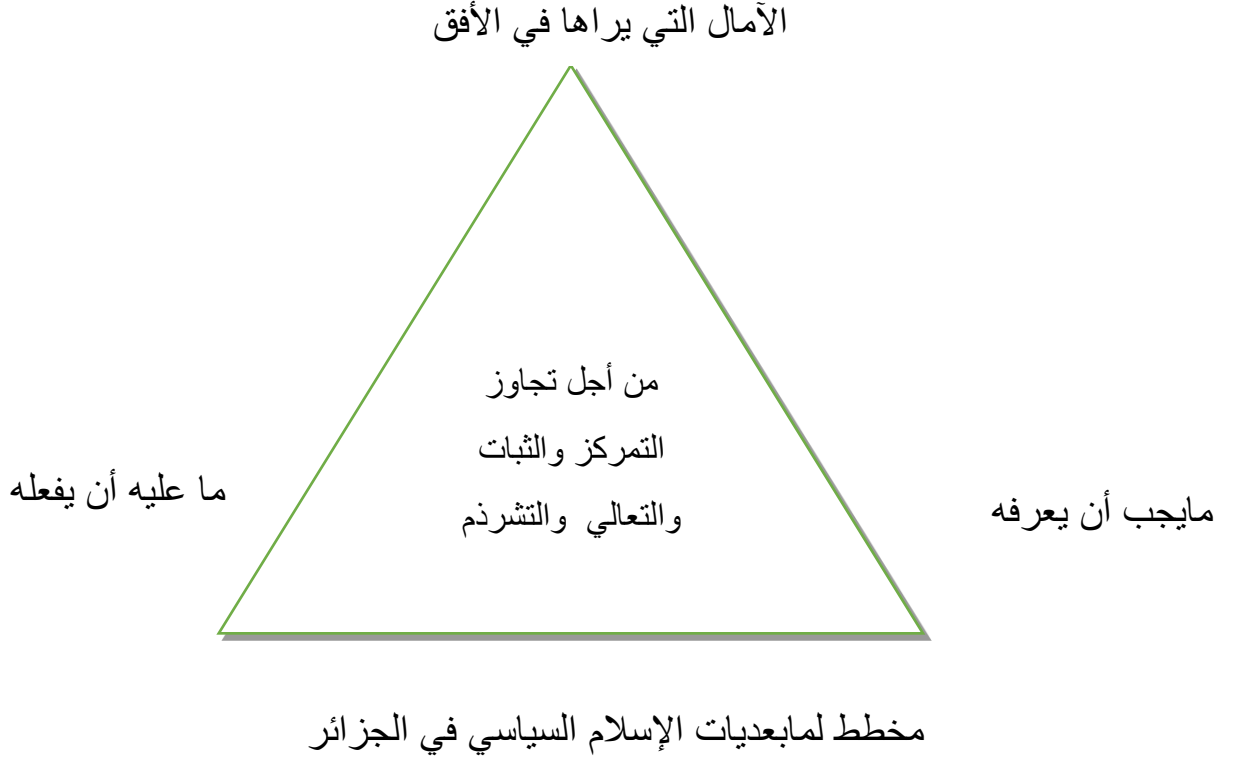 الآمال التي يراها في الأفق
من أجل تجاوز
التمركز والثبات
والتعالي والتشرذم
مايجب أن يعرفه
ما عليه أن يفعله
مخطط لمابعديات الإسلام السياسي في الجزائر